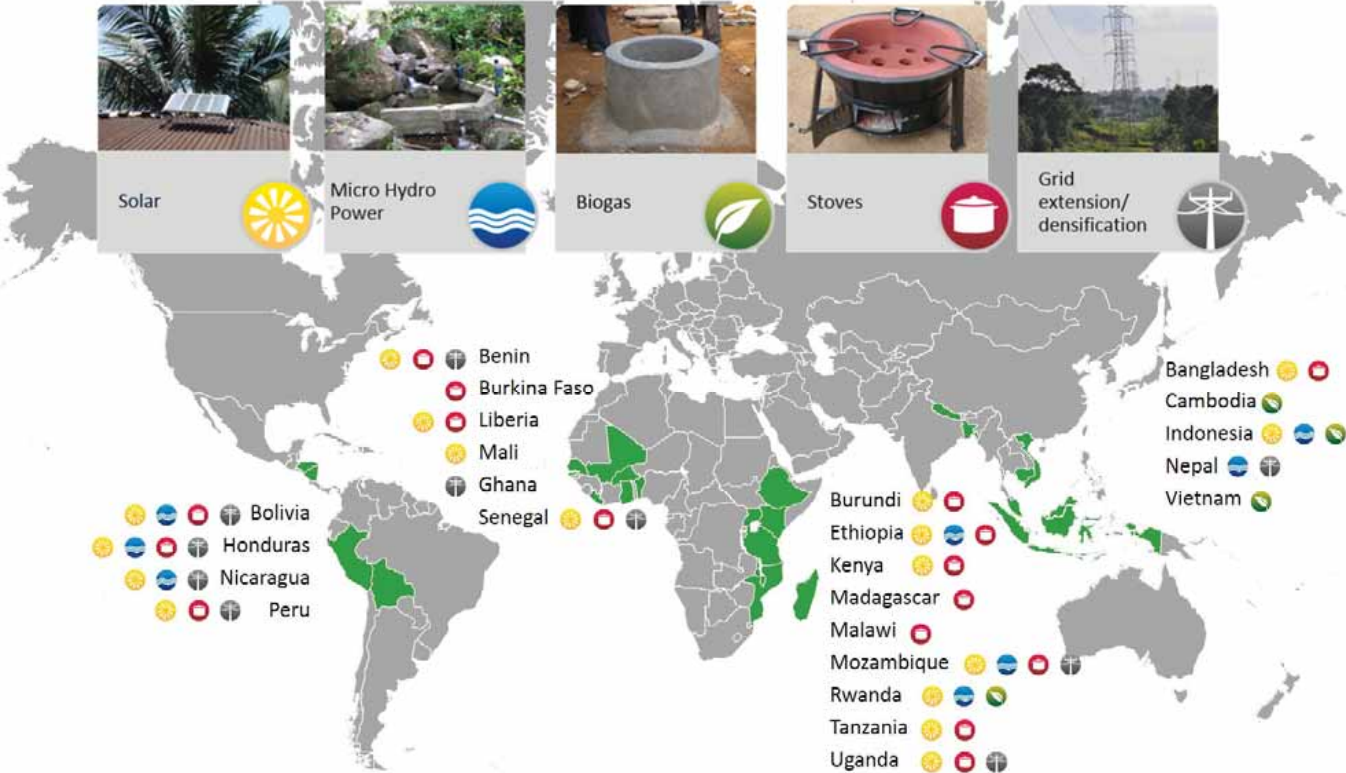 Solar
Micro Hydro
Power
Biogas
Stoves
Grid
extension/
densification
Benin
Burkina Faso
Liberia
Mali
Ghana
Senegal
Bolivia
Honduras
Nicaragua
Peru
Burundi
Ethiopia
Kenya
Madagascar
Malawi
Mozambique
Rwanda
Tanzania
Uganda
Bangladesh
Cambodia
Indonesia
Nepal
Vietnam